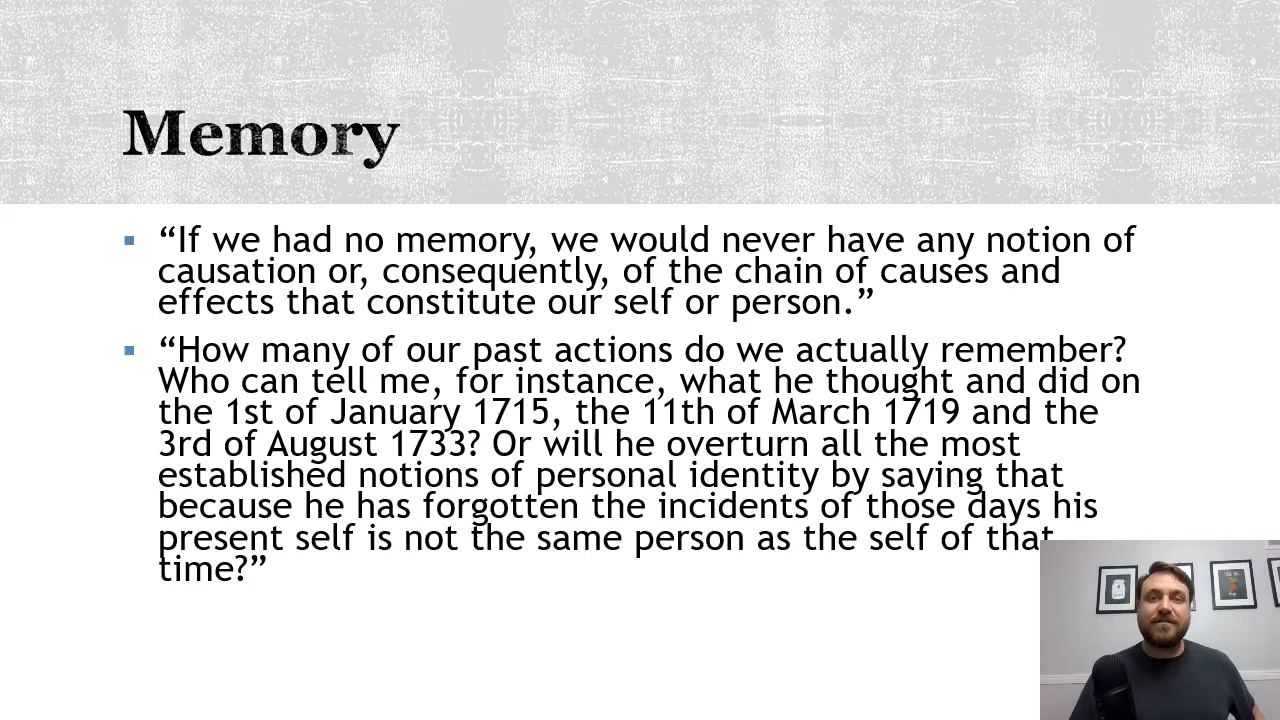 Memory
“If we had no memory, we would never have any notion of
causation or, consequently, of the chain of causes and
effects that constitute our self or person.”
“How many of our past actions do we actually remember?
Who can tell me, for instance, what he thought and did on
the 1st of January 1715, the 11th of March 1719 and the
3rd of August 1733? Or will he overturn all the most
established notions of personal identity by saying that
because he has forgotten the incidents of those days his
present self is not the same person as the self of that
time?”